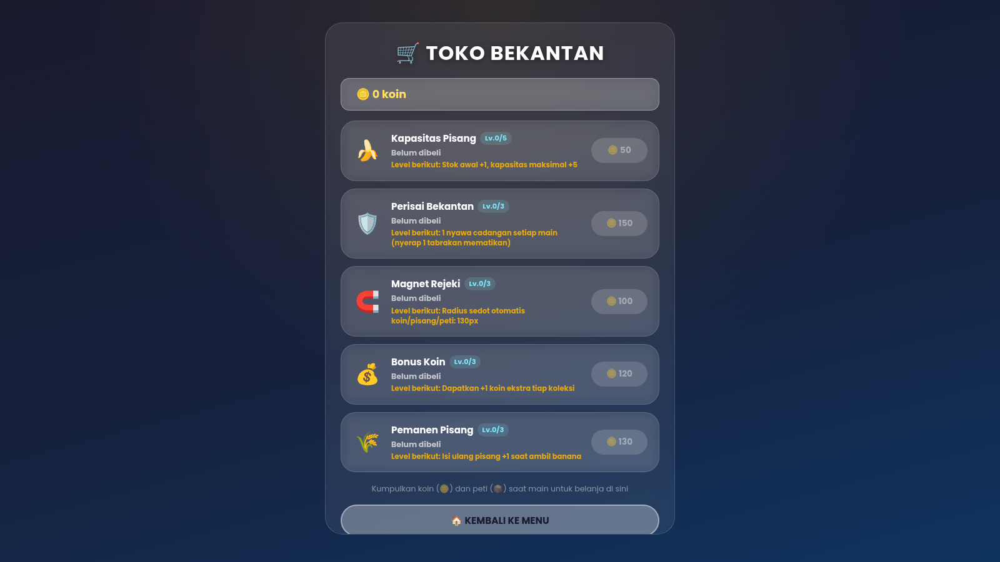 🛒 TOKO BEKANTAN
🪙 0 koin
Kapasitas Pisang Lv.0/5
Belum dibeli
Level berikut: Stok awal +1, kapasitas maksimal +5
🪙 50
Perisai Bekantan Lv.0/3
Belum dibeli
Level berikut: 1 nyawa cadangan setiap main
(nyerap 1 tabrakan mematikan)
🪙 150
Magnet Rejeki Lv.0/3
Belum dibeli
Level berikut: Radius sedot otomatis
koin/pisang/peti: 130px
🪙 100
Bonus Koin Lv.0/3
Belum dibeli
Level berikut: Dapatkan +1 koin ekstra tiap koleksi
🪙 120
Pemanen Pisang Lv.0/3
Belum dibeli
Level berikut: Isi ulang pisang +1 saat ambil banana
🪙 130
Kumpulkan koin (🪙) dan peti (📦) saat main untuk belanja di sini
🏠 KEMBALI KE MENU